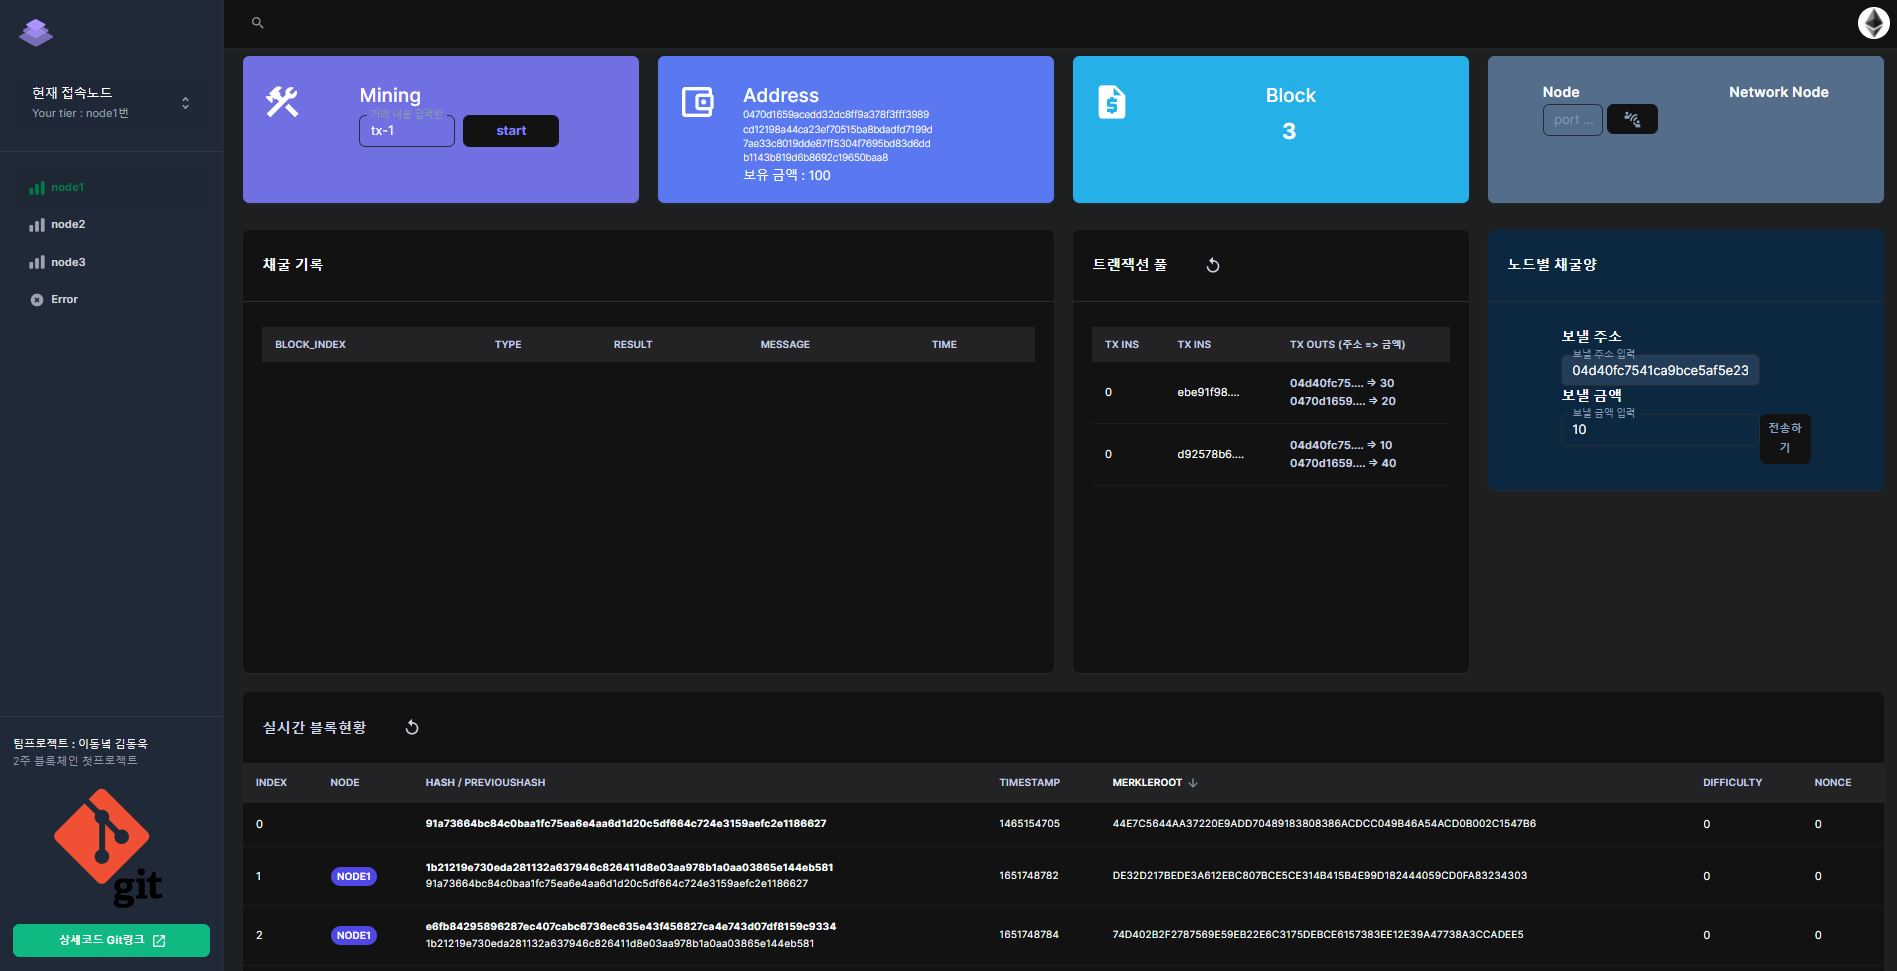 현재 접속노드
Your tier : node1번
node1
node2
node3
Error
팀프로젝트 : 이동녘 김동욱
2주 블록체인 첫프로젝트
git
상세코드 Git링크
Mining
거래 내용 입력란
tx-1
start
Address
0470d1659acedd32dc8ff9a378f3fff3989
cd12198a44ca23ef70515ba8bdadfd7199d
7ae33c8019dde87ff5304f7695bd83d6dd
b1143b819d6b8692c19650baa8
보유 금액 : 100
Block
3
Node
port ...
Network Node
채굴 기록
BLOCK_INDEX TYPE RESULT MESSAGE TIME
트랜잭션 풀
TX INS TX INS TX OUTS (주소 => 금액)
0 ebe91f98.... 04d40fc75.... => 30
0470d1659.... => 20
0 d92578b6.... 04d40fc75.... => 10
0470d1659.... => 40
노드별 채굴양
보낼 주소
보낼 주소 입력
04d40fc7541ca9bce5af5e23
보낼 금액
보낼 금액 입력
10
전송하
기
실시간 블록현황
INDEX NODE HASH / PREVIOUSHASH TIMESTAMP MERKLEROOT DIFFICULTY NONCE
0 91a73664bc84c0baa1fc75ea6e4aa6d1d20c5df664c724e3159aefc2e1186627 1465154705 44E7C5644AA37220E9ADD70489183808386ACDCC049B46A54ACD0B002C1547B6 0 0
1 NODE1 1b21219e730eda281132a637946c826411d8e03aa978b1a0aa03865e144eb581 1651748782 DE32D217BEDE3A612EBC807BCE5CE314B415B4E99D182444059CD0FA83234303 0 0
91a73664bc84c0baa1fc75ea6e4aa6d1d20c5df664c724e3159aefc2e1186627
2 NODE1 e6fb84295896287ec407cabc6736ec635e43f456827ca4e743d07df8159c9334 1651748784 74D402B2F2787569E59EB22E6C3175DEBCE6157383EE12E39A47738A3CCADEE5 0 0
1b21219e730eda281132a637946c826411d8e03aa978b1a0aa03865e144eb581